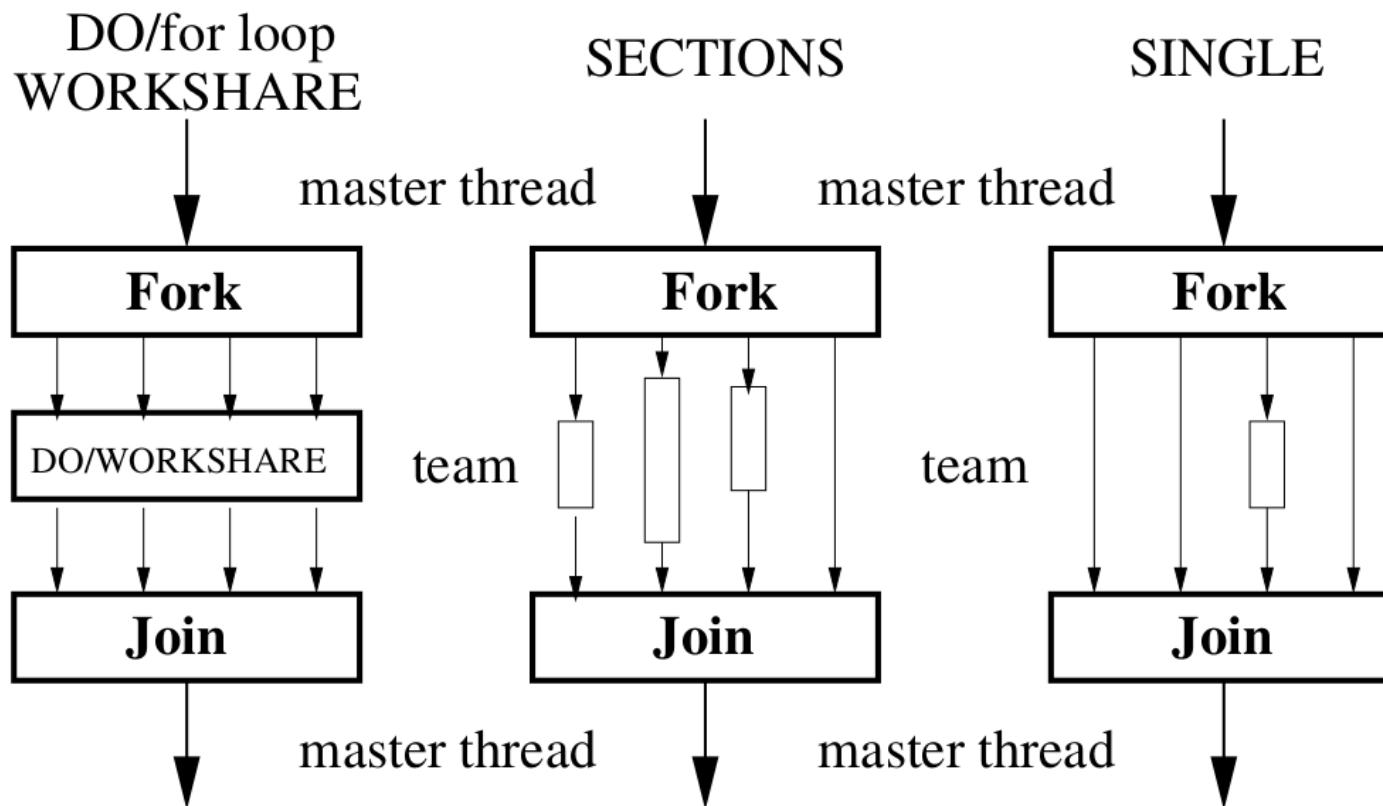 DO/for loop
WORKSHARE
SECTIONS
SINGLE
master thread
master thread
Fork
Fork
Fork
DO/WORKSHARE
team
team
Join
Join
Join
master thread
master thread